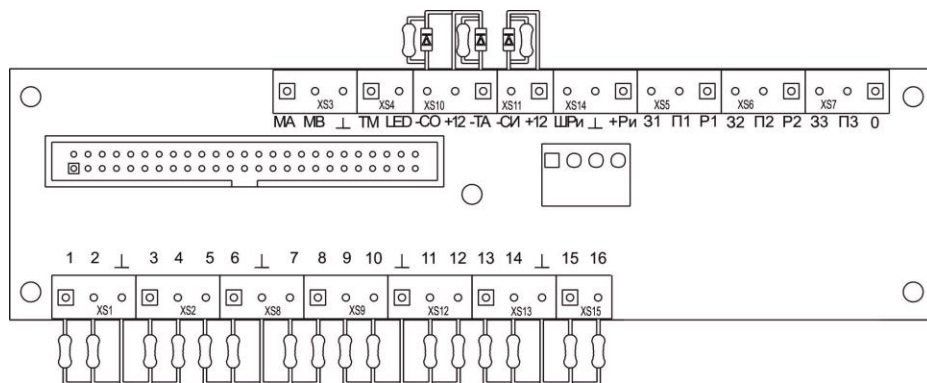 XS3 XS4 XS10 XS11 XS14 XS5 XS6 XS7
МА МВ ⊥ ТМ LED -СО +12 -ТА -СИ +12 ШРи ⊥ +Ри З1 П1 Р1 З2 П2 Р2 З3 П3 0
1 2 ⊥ 3 4 5 6 ⊥ 7 8 9 10 ⊥ 11 12 13 14 ⊥ 15 16
XS1 XS2 XS8 XS9 XS12 XS13 XS15